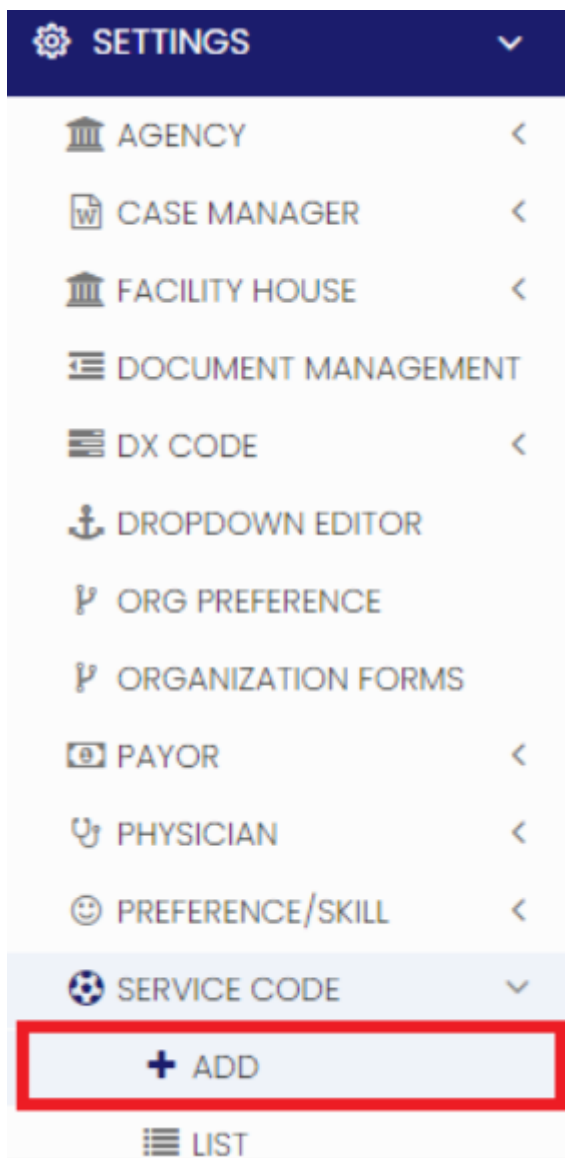 SETTINGS
AGENCY
CASE MANAGER
FACILITY HOUSE
DOCUMENT MANAGEMENT
DX CODE
DROPDOWN EDITOR
ORG PREFERENCE
ORGANIZATION FORMS
PAYOR
PHYSICIAN
PREFERENCE/SKILL
SERVICE CODE
ADD
LIST